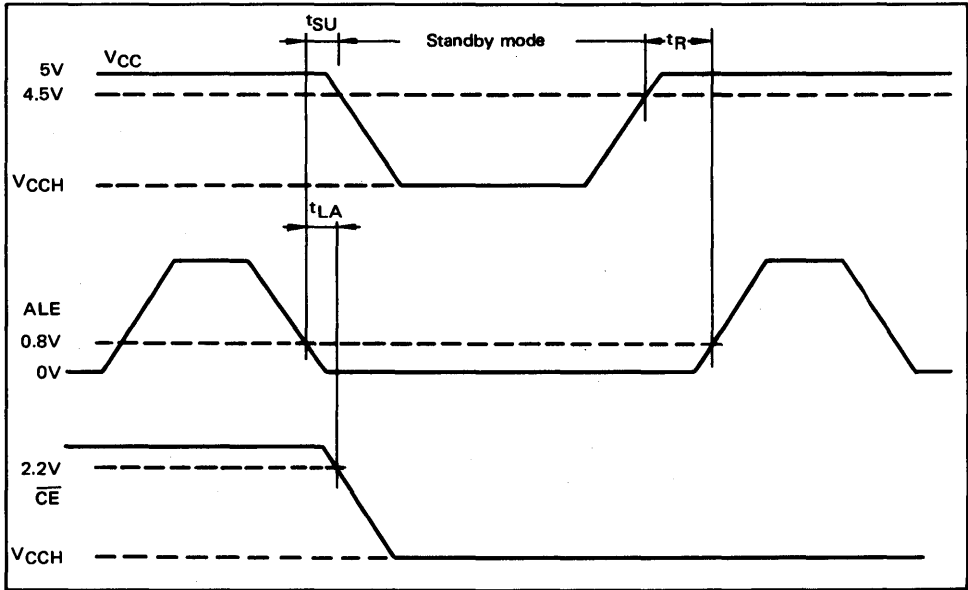 tSU
Standby mode
tR
VCC
5V
4.5V
VCCH
tLA
ALE
0.8V
0V
2.2V
CE
VCCH